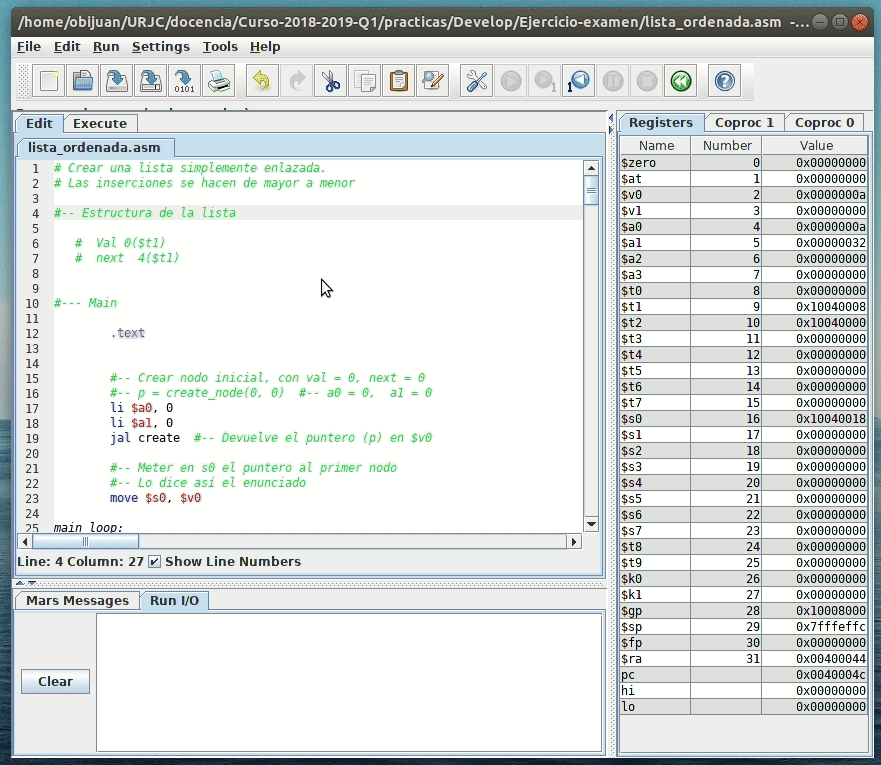 /home/obijuan/URJC/docencia/Curso-2018-2019-Q1/practicas/Develop/Ejercicio-examen/lista_ordenada.asm -...
File Edit Run Settings Tools Help
Edit Execute
lista_ordenada.asm
1 # Crear una lista simplemente enlazada.
2 # Las inserciones se hacen de mayor a menor
3
4 #-- Estructura de la lista
5
6 # Val 0($t1)
7 # next 4($t1)
8
9
10 #--- Main
11
12 .text
13
14
15 #-- Crear nodo inicial, con val = 0, next = 0
16 #-- p = create_node(0, 0) #-- a0 = 0, a1 = 0
17 li $a0, 0
18 li $a1, 0
19 jal create #-- Devuelve el puntero (p) en $v0
20
21 #-- Meter en s0 el puntero al primer nodo
22 #-- Lo dice así el enunciado
23 move $s0, $v0
24
25 main_loop:
Line: 4 Column: 27 Show Line Numbers
Mars Messages Run I/O
Clear
Registers Coproc 1 Coproc 0
Name Number Value
$zero 0 0x00000000
$at 1 0x00000000
$v0 2 0x0000000a
$v1 3 0x00000000
$a0 4 0x0000000a
$a1 5 0x00000032
$a2 6 0x00000000
$a3 7 0x00000000
$t0 8 0x00000000
$t1 9 0x10040008
$t2 10 0x10040000
$t3 11 0x00000000
$t4 12 0x00000000
$t5 13 0x00000000
$t6 14 0x00000000
$t7 15 0x00000000
$s0 16 0x10040018
$s1 17 0x00000000
$s2 18 0x00000000
$s3 19 0x00000000
$s4 20 0x00000000
$s5 21 0x00000000
$s6 22 0x00000000
$s7 23 0x00000000
$t8 24 0x00000000
$t9 25 0x00000000
$k0 26 0x00000000
$k1 27 0x00000000
$gp 28 0x10008000
$sp 29 0x7fffeffc
$fp 30 0x00000000
$ra 31 0x00400044
pc 0x0040004c
hi 0x00000000
lo 0x00000000